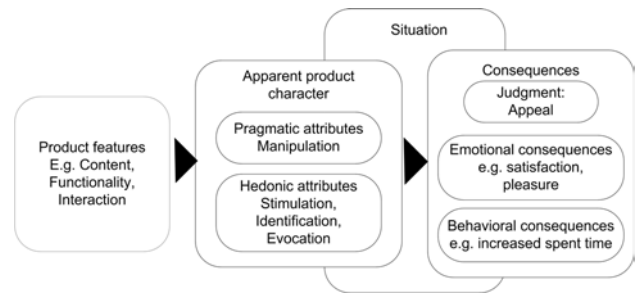 Product features
E.g. Content,
Functionality,
Interaction
Apparent product
character
Pragmatic attributes
Manipulation
Hedonic attributes
Stimulation,
Identification,
Evocation
Situation
Consequences
Judgment:
Appeal
Emotional consequences
e.g. satisfaction,
pleasure
Behavioral consequences
e.g. increased spent time